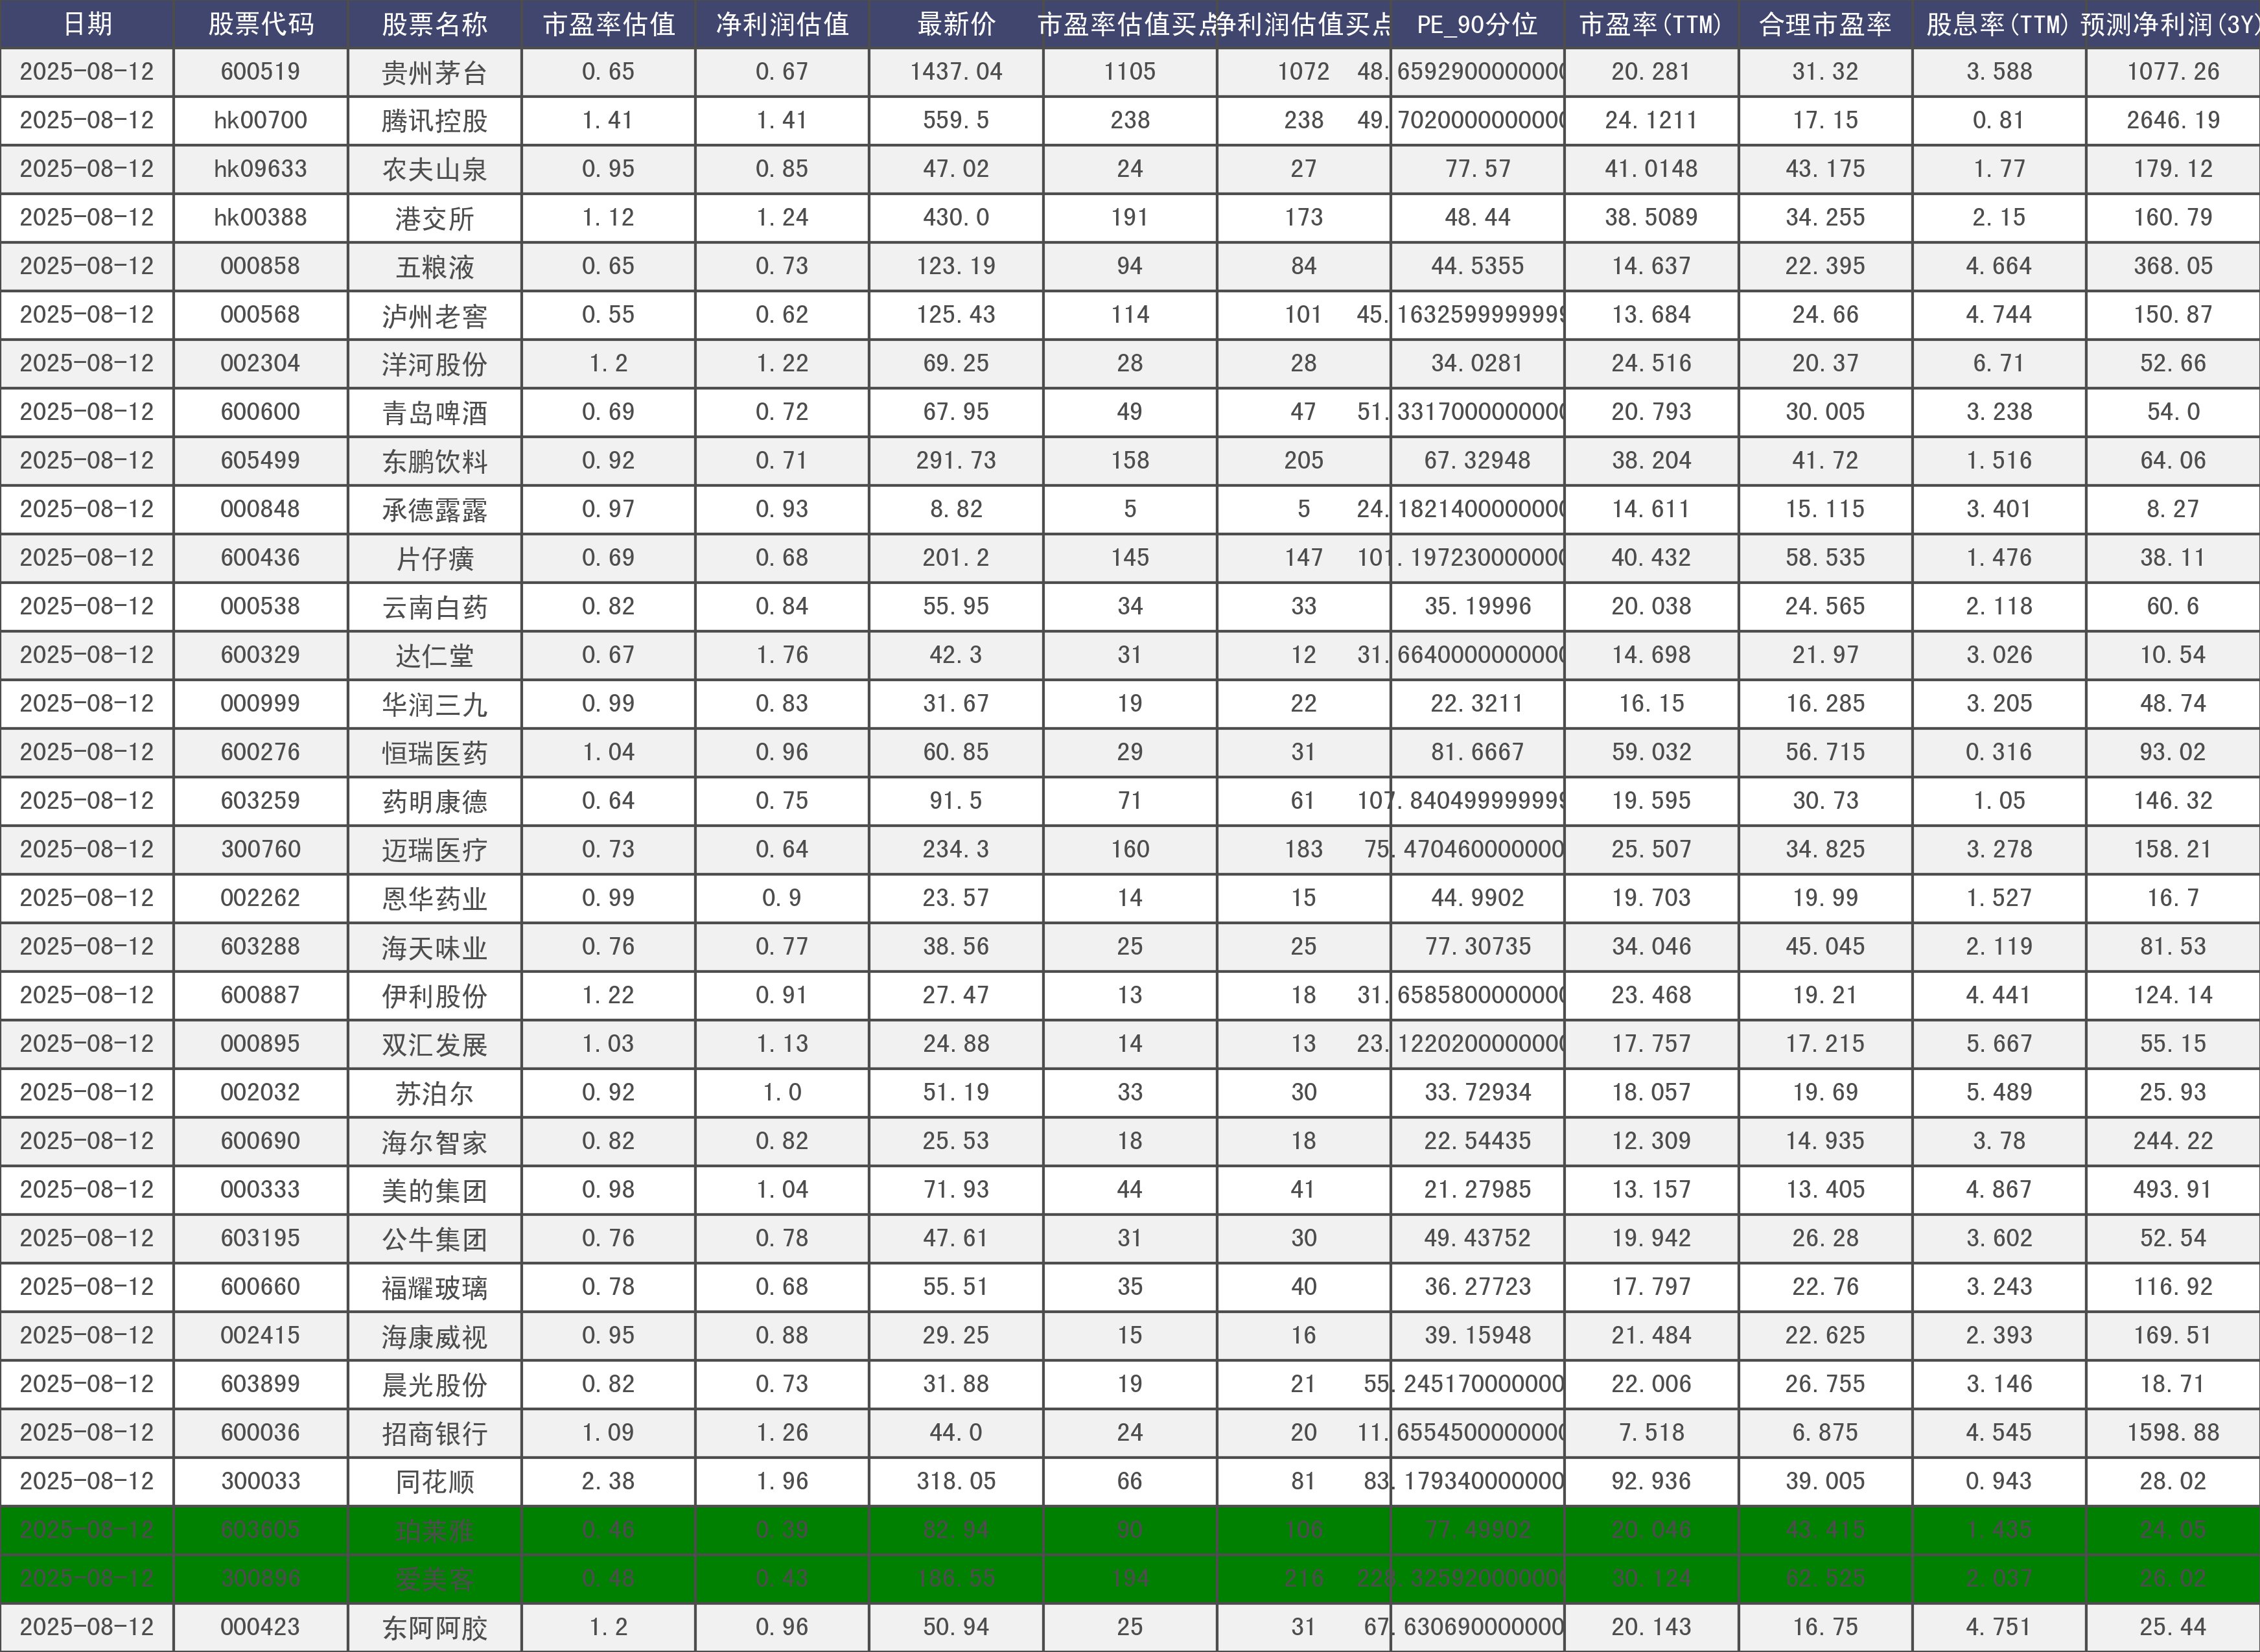 日期 股票代码 股票名称 市盈率估值 净利润估值 最新价 市盈率估值买点 净利润估值买点 PE_90分位 市盈率(TTM) 合理市盈率 股息率(TTM) 预测净利润(3Y)
2025-08-12 600519 贵州茅台 0.65 0.67 1437.04 1105 1072 48.6592900000000 20.281 31.32 3.588 1077.26
2025-08-12 hk00700 腾讯控股 1.41 1.41 559.5 238 238 49.7020000000000 24.1211 17.15 0.81 2646.19
2025-08-12 hk09633 农夫山泉 0.95 0.85 47.02 24 27 77.57 41.0148 43.175 1.77 179.12
2025-08-12 hk00388 港交所 1.12 1.24 430.0 191 173 48.44 38.5089 34.255 2.15 160.79
2025-08-12 000858 五粮液 0.65 0.73 123.19 94 84 44.5355 14.637 22.395 4.664 368.05
2025-08-12 000568 泸州老窖 0.55 0.62 125.43 114 101 45.1632599999999 13.684 24.66 4.744 150.87
2025-08-12 002304 洋河股份 1.2 1.22 69.25 28 28 34.0281 24.516 20.37 6.71 52.66
2025-08-12 600600 青岛啤酒 0.69 0.72 67.95 49 47 51.3317000000000 20.793 30.005 3.238 54.0
2025-08-12 605499 东鹏饮料 0.92 0.71 291.73 158 205 67.32948 38.204 41.72 1.516 64.06
2025-08-12 000848 承德露露 0.97 0.93 8.82 5 5 24.1821400000000 14.611 15.115 3.401 8.27
2025-08-12 600436 片仔癀 0.69 0.68 201.2 145 147 101.197230000000 40.432 58.535 1.476 38.11
2025-08-12 000538 云南白药 0.82 0.84 55.95 34 33 35.19996 20.038 24.565 2.118 60.6
2025-08-12 600329 达仁堂 0.67 1.76 42.3 31 12 31.6640000000000 14.698 21.97 3.026 10.54
2025-08-12 000999 华润三九 0.99 0.83 31.67 19 22 22.3211 16.15 16.285 3.205 48.74
2025-08-12 600276 恒瑞医药 1.04 0.96 60.85 29 31 81.6667 59.032 56.715 0.316 93.02
2025-08-12 603259 药明康德 0.64 0.75 91.5 71 61 107.840499999999 19.595 30.73 1.05 146.32
2025-08-12 300760 迈瑞医疗 0.73 0.64 234.3 160 183 75.470460000000 25.507 34.825 3.278 158.21
2025-08-12 002262 恩华药业 0.99 0.9 23.57 14 15 44.9902 19.703 19.99 1.527 16.7
2025-08-12 603288 海天味业 0.76 0.77 38.56 25 25 77.30735 34.046 45.045 2.119 81.53
2025-08-12 600887 伊利股份 1.22 0.91 27.47 13 18 31.6585800000000 23.468 19.21 4.441 124.14
2025-08-12 000895 双汇发展 1.03 1.13 24.88 14 13 23.1220200000000 17.757 17.215 5.667 55.15
2025-08-12 002032 苏泊尔 0.92 1.0 51.19 33 30 33.72934 18.057 19.69 5.489 25.93
2025-08-12 600690 海尔智家 0.82 0.82 25.53 18 18 22.54435 12.309 14.935 3.78 244.22
2025-08-12 000333 美的集团 0.98 1.04 71.93 44 41 21.27985 13.157 13.405 4.867 493.91
2025-08-12 603195 公牛集团 0.76 0.78 47.61 31 30 49.43752 19.942 26.28 3.602 52.54
2025-08-12 600660 福耀玻璃 0.78 0.68 55.51 35 40 36.27723 17.797 22.76 3.243 116.92
2025-08-12 002415 海康威视 0.95 0.88 29.25 15 16 39.15948 21.484 22.625 2.393 169.51
2025-08-12 603899 晨光股份 0.82 0.73 31.88 19 21 55.245170000000 22.006 26.755 3.146 18.71
2025-08-12 600036 招商银行 1.09 1.26 44.0 24 20 11.6554500000000 7.518 6.875 4.545 1598.88
2025-08-12 300033 同花顺 2.38 1.96 318.05 66 81 83.179340000000 92.936 39.005 0.943 28.02
2025-08-12 603605 珀莱雅 0.46 0.39 82.94 90 106 77.49902 20.046 43.415 1.435 24.05
2025-08-12 300896 爱美客 0.48 0.43 186.55 194 216 228.325920000000 30.124 62.525 2.037 26.02
2025-08-12 000423 东阿阿胶 1.2 0.96 50.94 25 31 67.630690000000 20.143 16.75 4.751 25.44